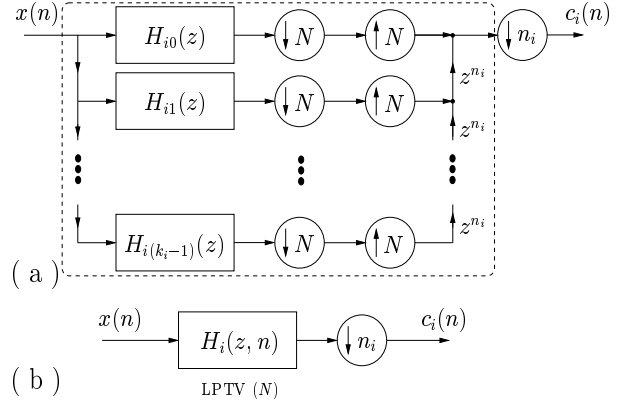 x(n) H_{i0}(z) ↓N ↑N ↓n_i c_i(n)
z^{n_i}
H_{i1}(z) ↓N ↑N
z^{n_i}
H_{i(k_i-1)}(z) ↓N ↑N z^{n_i}
( a )
x(n) H_i(z, n) ↓n_i c_i(n)
( b )
LPTV (N)